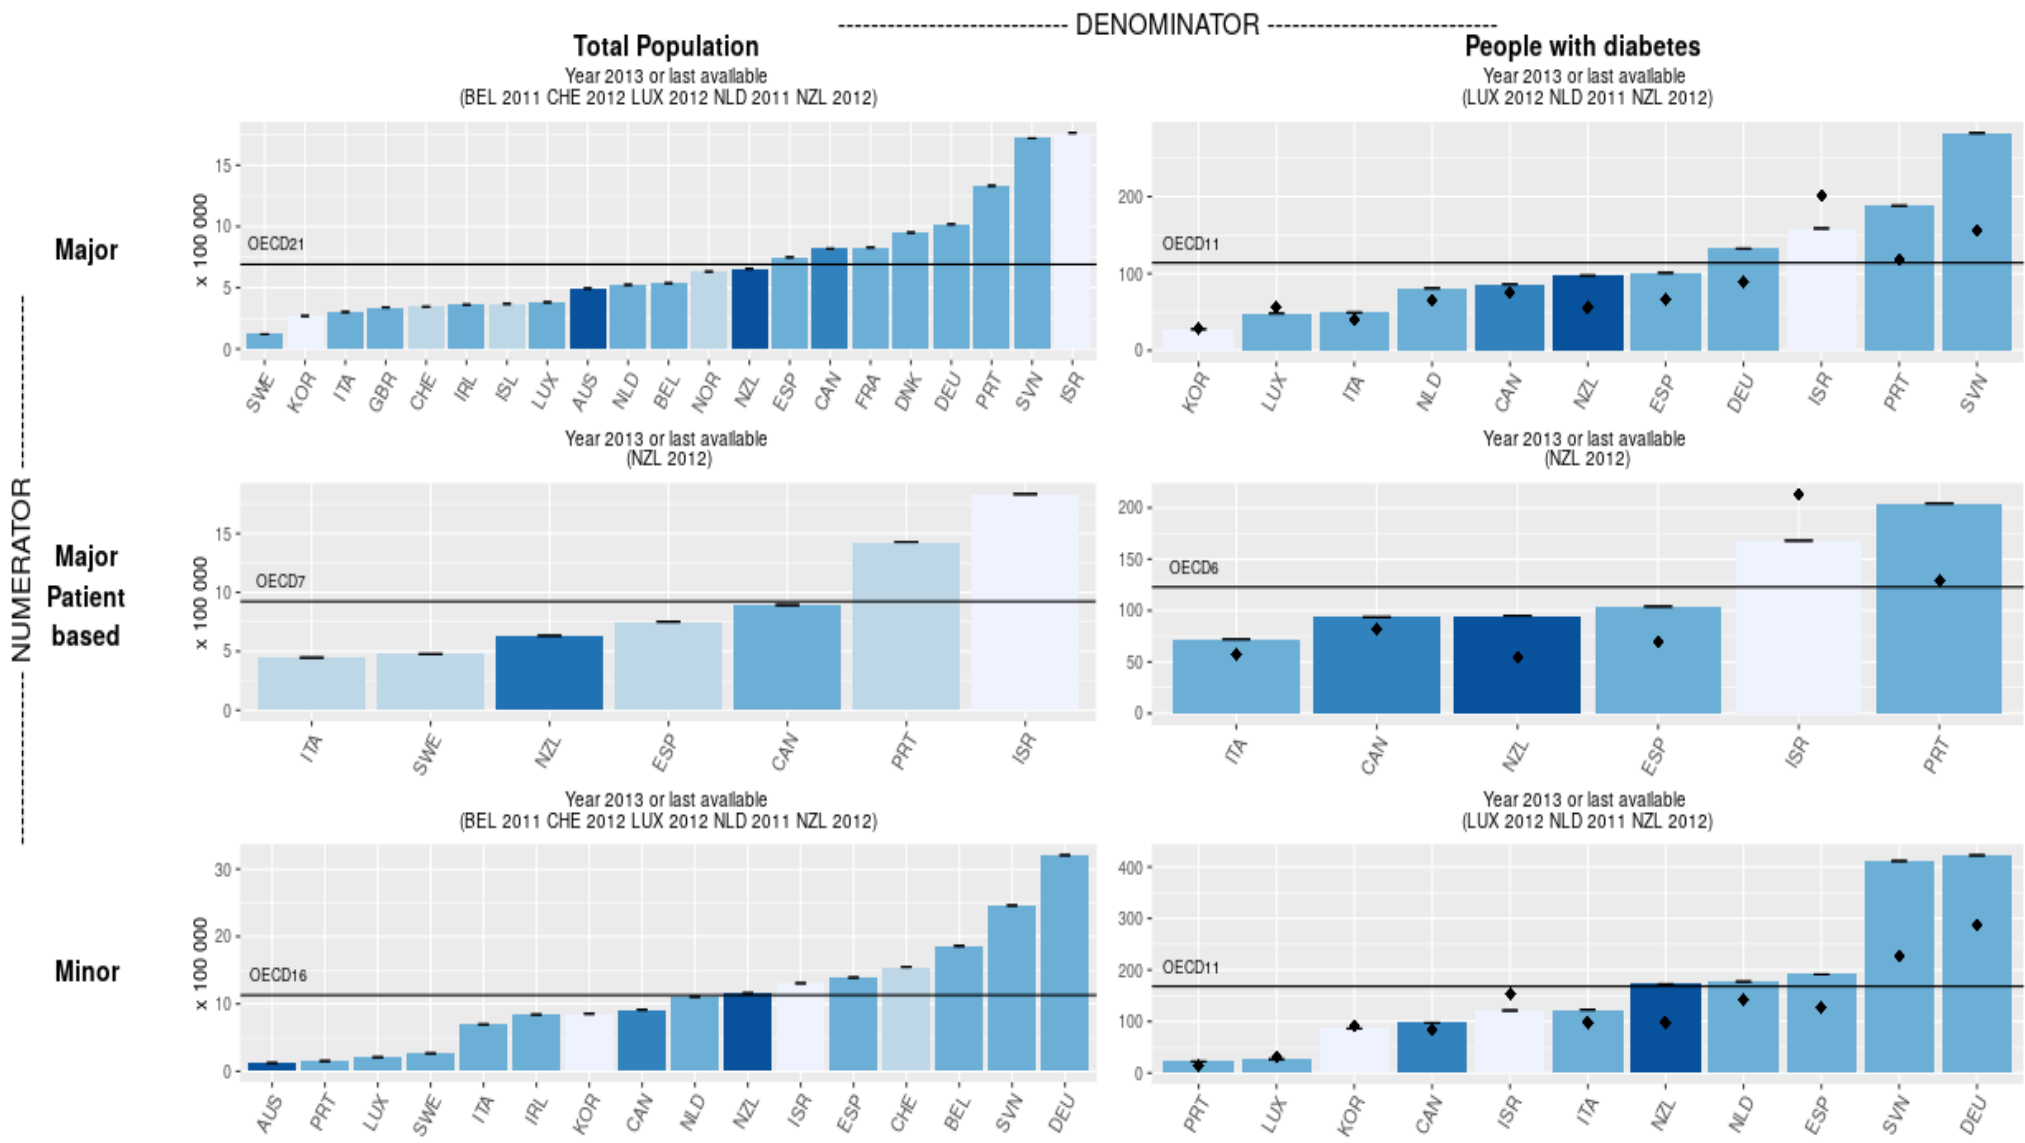 DENOMINATOR
Total Population
Year 2013 or last available
(BEL 2011 CHE 2012 LUX 2012 NLD 2011 NZL 2012)
People with diabetes
Year 2013 or last available
(LUX 2012 NLD 2011 NZL 2012)
NUMERATOR
Major
x 100 000
15
10
5
0
OECD21
SWE KOR ITA GBR CHE IRL ISL LUX AUS NLD BEL NOR NZL ESP CAN FRA DNK DEU PRT SVN ISR
200
100
0
OECD11
KOR LUX ITA NLD CAN NZL ESP DEU ISR PRT SVN
Major
Patient
based
Year 2013 or last available
(NZL 2012)
x 100 000
15
10
5
0
OECD7
ITA SWE NZL ESP CAN PRT ISR
Year 2013 or last available
(NZL 2012)
200
150
100
50
0
OECD6
ITA CAN NZL ESP ISR PRT
Minor
Year 2013 or last available
(BEL 2011 CHE 2012 LUX 2012 NLD 2011 NZL 2012)
x 100 000
30
20
10
0
OECD16
AUS PRT LUX SWE ITA IRL KOR CAN NLD NZL ISR ESP CHE BEL SVN DEU
Year 2013 or last available
(LUX 2012 NLD 2011 NZL 2012)
400
300
200
100
0
OECD11
PRT LUX KOR CAN ISR ITA NZL NLD ESP SVN DEU